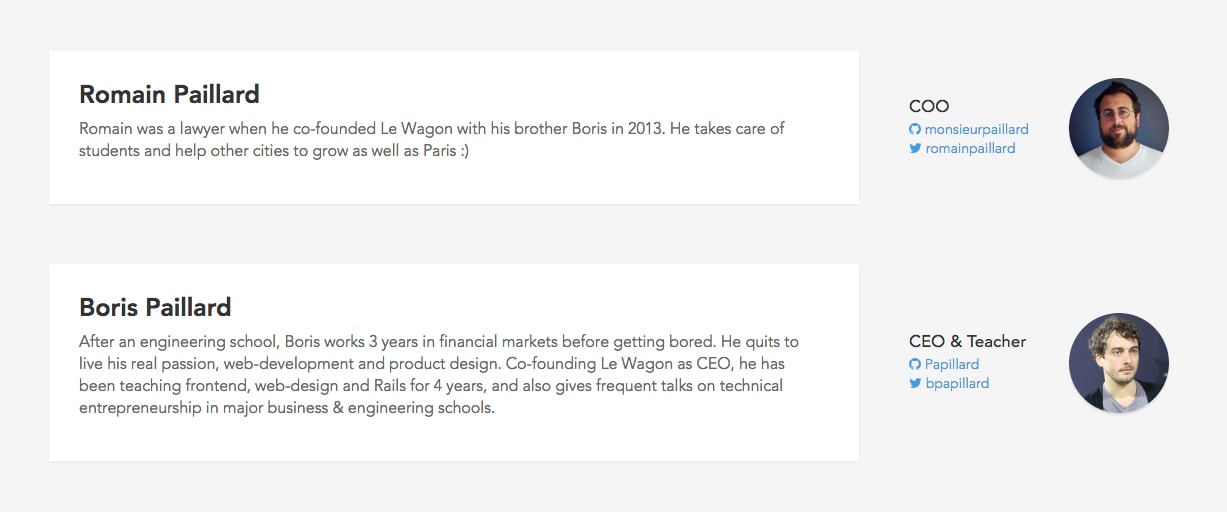 Romain Paillard
Romain was a lawyer when he co-founded Le Wagon with his brother Boris in 2013. He takes care of
students and help other cities to grow as well as Paris :)
COO
monsieurpaillard
romainpaillard
Boris Paillard
After an engineering school, Boris works 3 years in financial markets before getting bored. He quits to
live his real passion, web-development and product design. Co-founding Le Wagon as CEO, he has
been teaching frontend, web-design and Rails for 4 years, and also gives frequent talks on technical
entrepreneurship in major business & engineering schools.
CEO & Teacher
Papillard
bpapillard